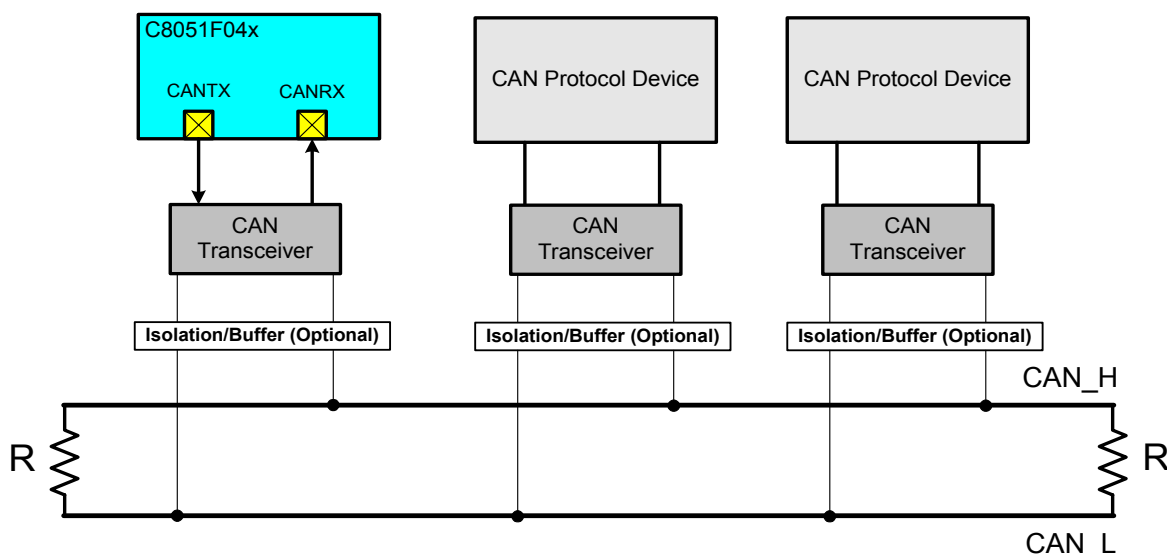 C8051F04x
CANTX
CANRX
CAN Protocol Device
CAN Protocol Device
CAN
Transceiver
CAN
Transceiver
CAN
Transceiver
Isolation/Buffer (Optional)
Isolation/Buffer (Optional)
Isolation/Buffer (Optional)
CAN_H
R
R
CAN_L